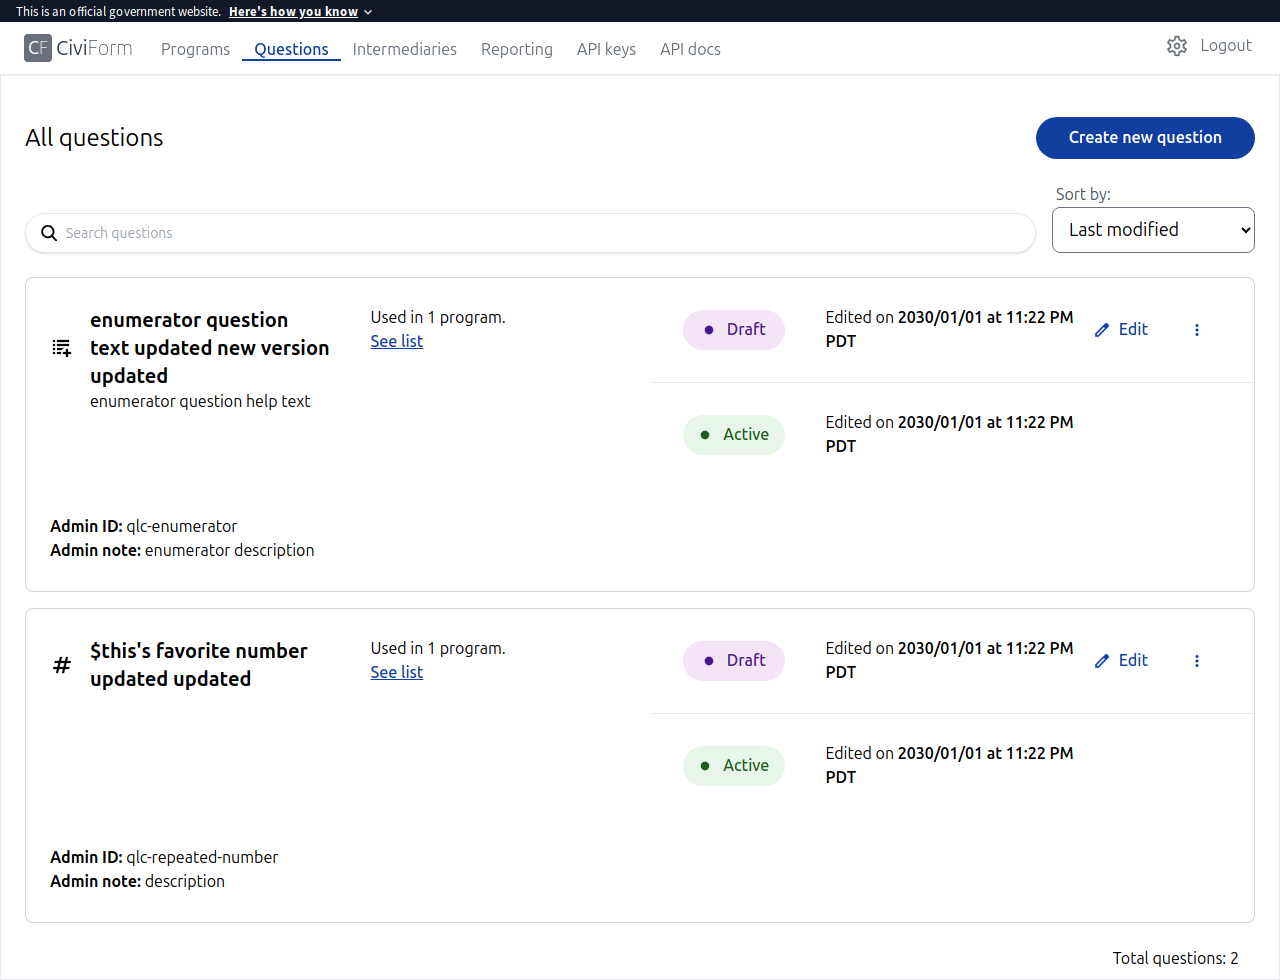 This is an official government website. Here's how you know
CF CiviForm Programs Questions Intermediaries Reporting API keys API docs Logout
All questions
Create new question
Sort by:
Search questions
Last modified
enumerator question
text updated new version
updated
enumerator question help text
Used in 1 program.
See list
Draft
Edited on 2030/01/01 at 11:22 PM
PDT
Edit
Active
Edited on 2030/01/01 at 11:22 PM
PDT
Admin ID: qlc-enumerator
Admin note: enumerator description
$this's favorite number
updated updated
Used in 1 program.
See list
Draft
Edited on 2030/01/01 at 11:22 PM
PDT
Edit
Active
Edited on 2030/01/01 at 11:22 PM
PDT
Admin ID: qlc-repeated-number
Admin note: description
Total questions: 2